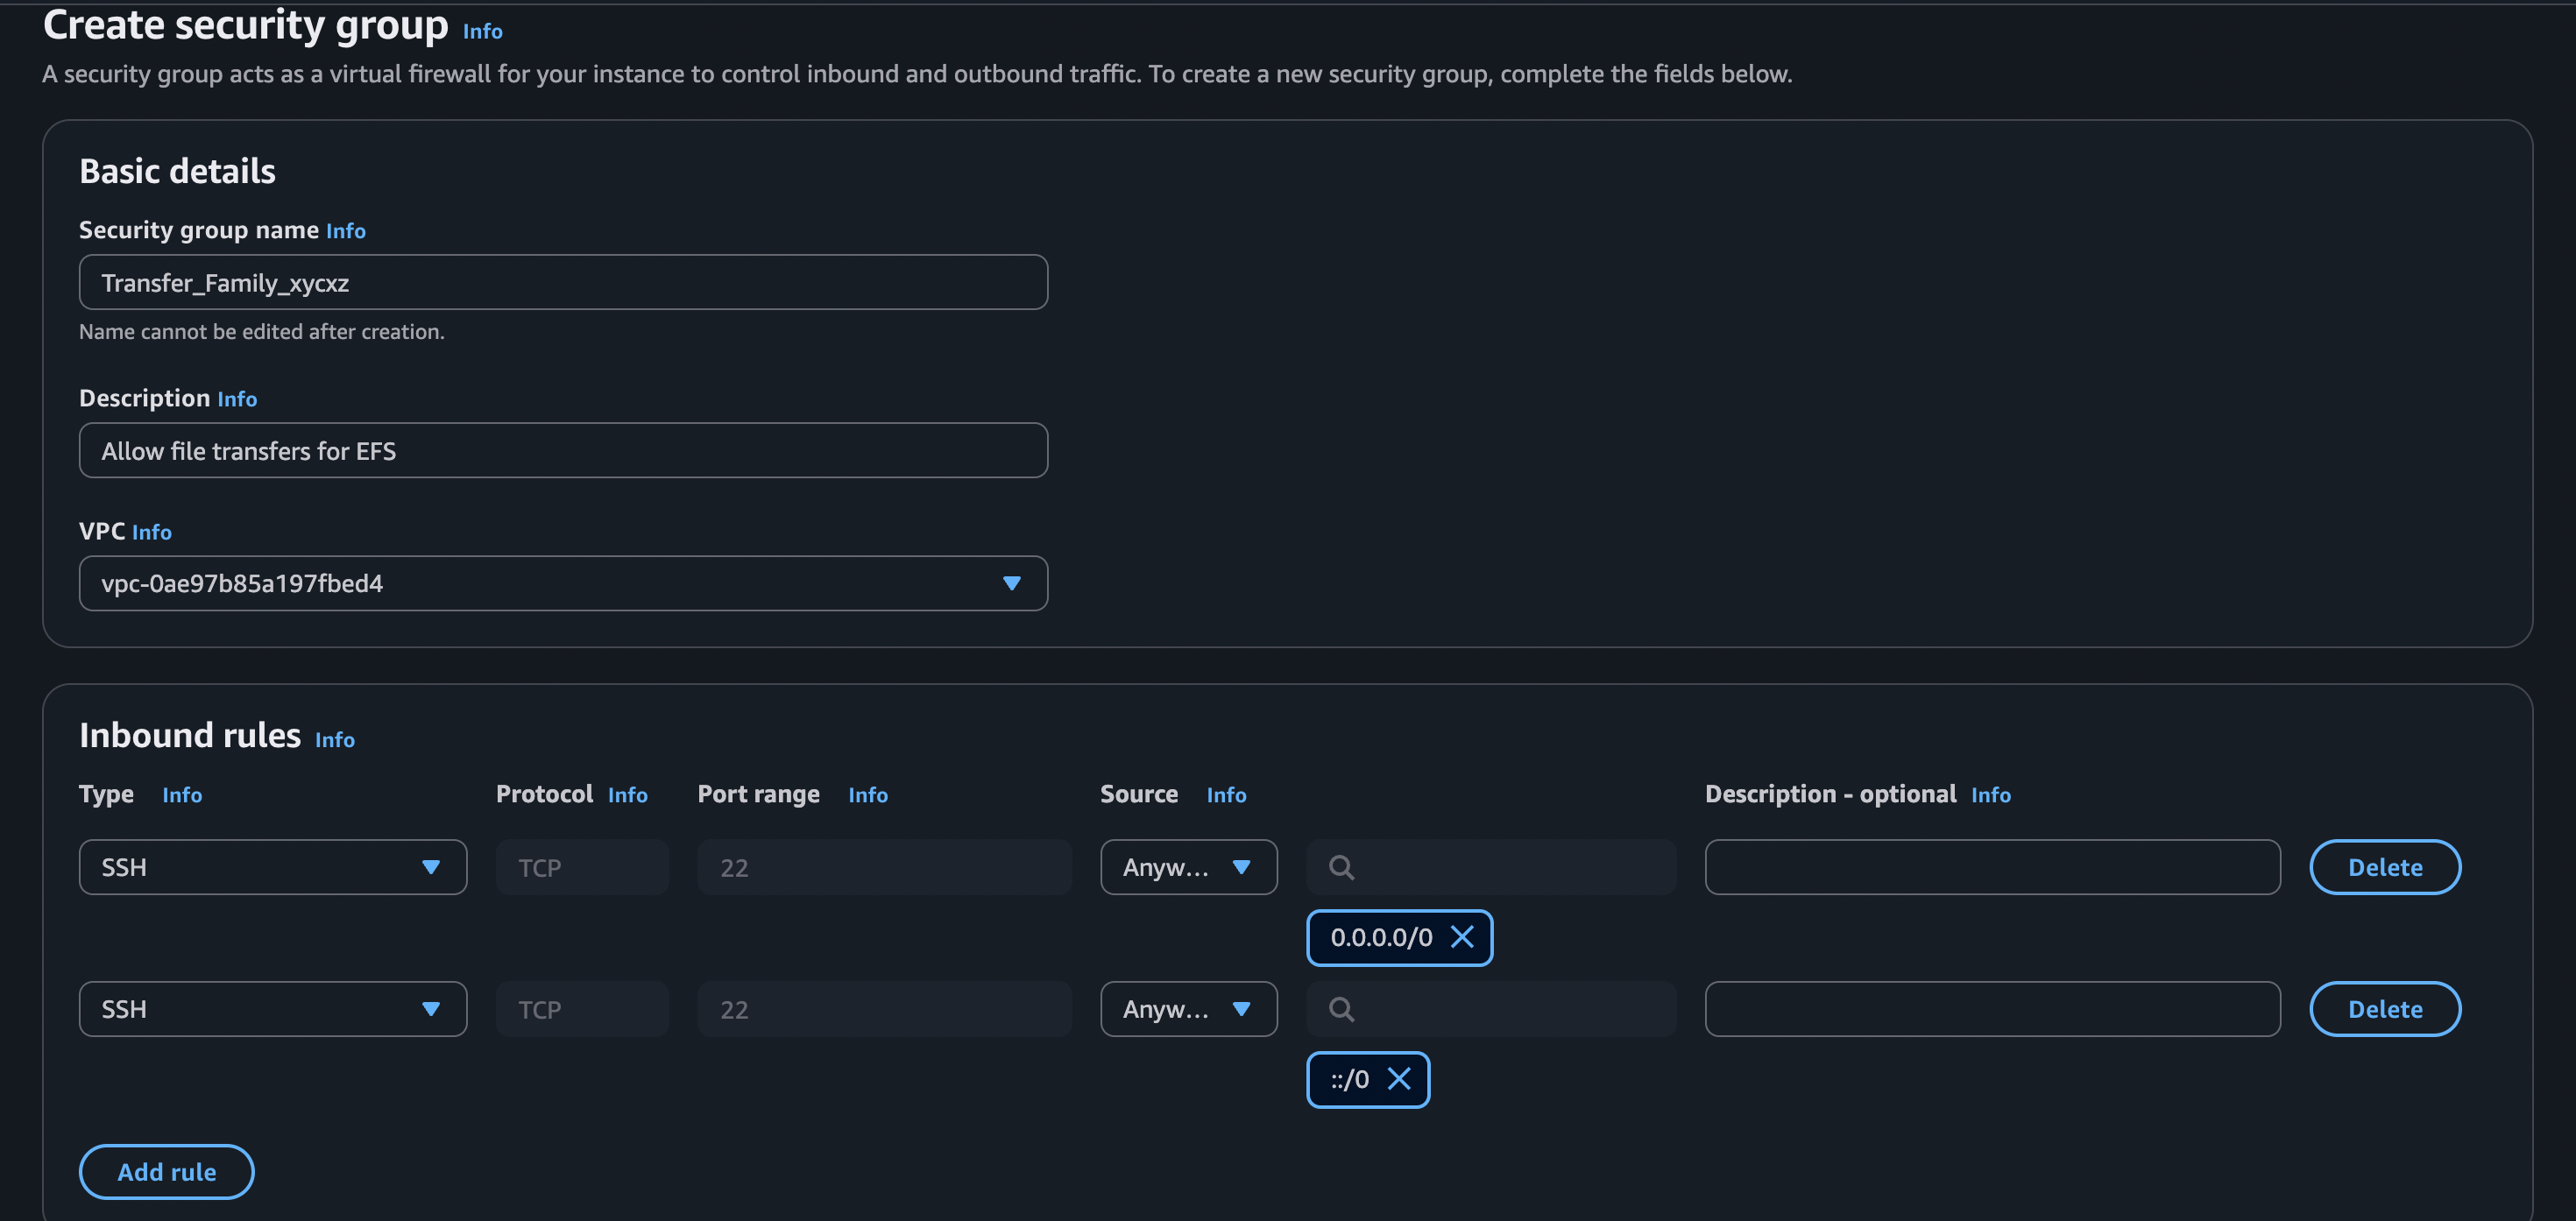 Create security group Info
A security group acts as a virtual firewall for your instance to control inbound and outbound traffic. To create a new security group, complete the fields below.
Basic details
Security group name Info
Transfer_Family_xycxz
Name cannot be edited after creation.
Description Info
Allow file transfers for EFS
VPC Info
vpc-0ae97b85a197fbed4
Inbound rules Info
Type Info Protocol Info Port range Info Source Info Description - optional Info
SSH TCP 22 Anyw... Delete
0.0.0.0/0
SSH TCP 22 Anyw... Delete
::/0
Add rule